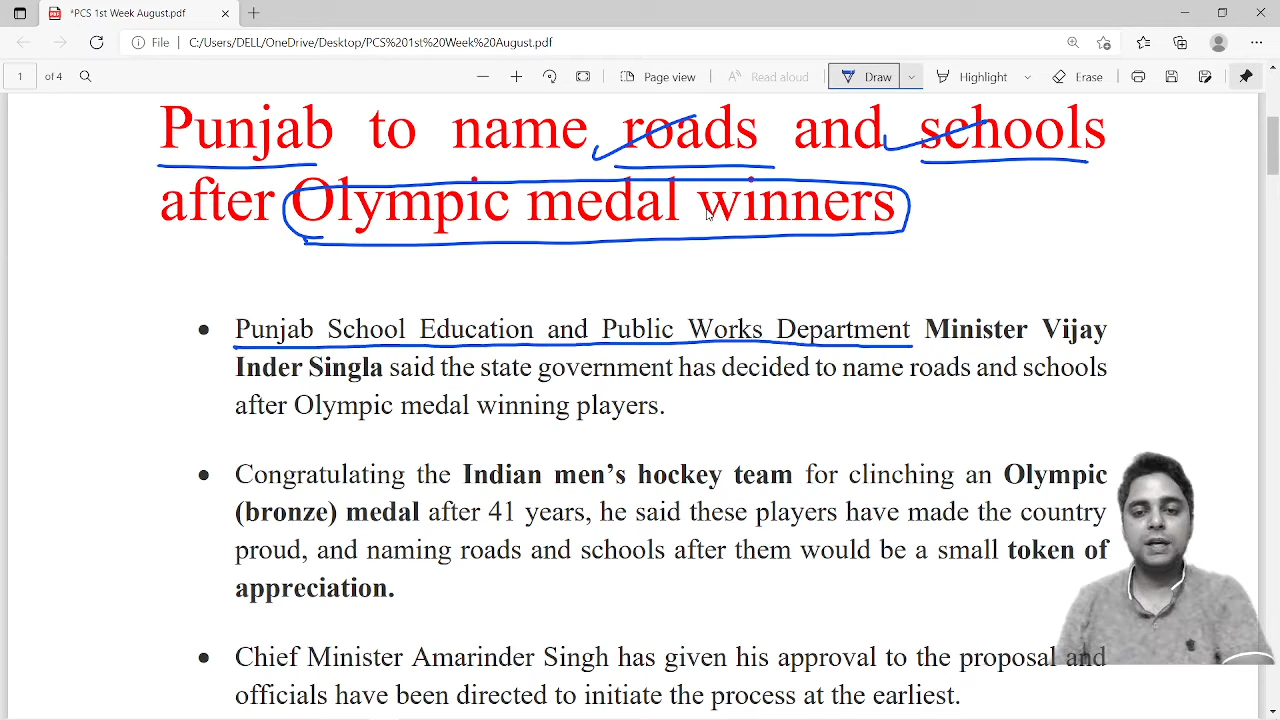 *PCS 1st Week August.pdf
File C:/Users/DELL/OneDrive/Desktop/PCS%201st%20Week%20August.pdf
1 of 4 Page view Read aloud Draw Highlight Erase
Punjab to name roads and schools
after Olympic medal winners
• Punjab School Education and Public Works Department Minister Vijay
Inder Singla said the state government has decided to name roads and schools
after Olympic medal winning players.
• Congratulating the Indian men’s hockey team for clinching an Olympic
(bronze) medal after 41 years, he said these players have made the country
proud, and naming roads and schools after them would be a small token of
appreciation.
• Chief Minister Amarinder Singh has given his approval to the proposal and
officials have been directed to initiate the process at the earliest.